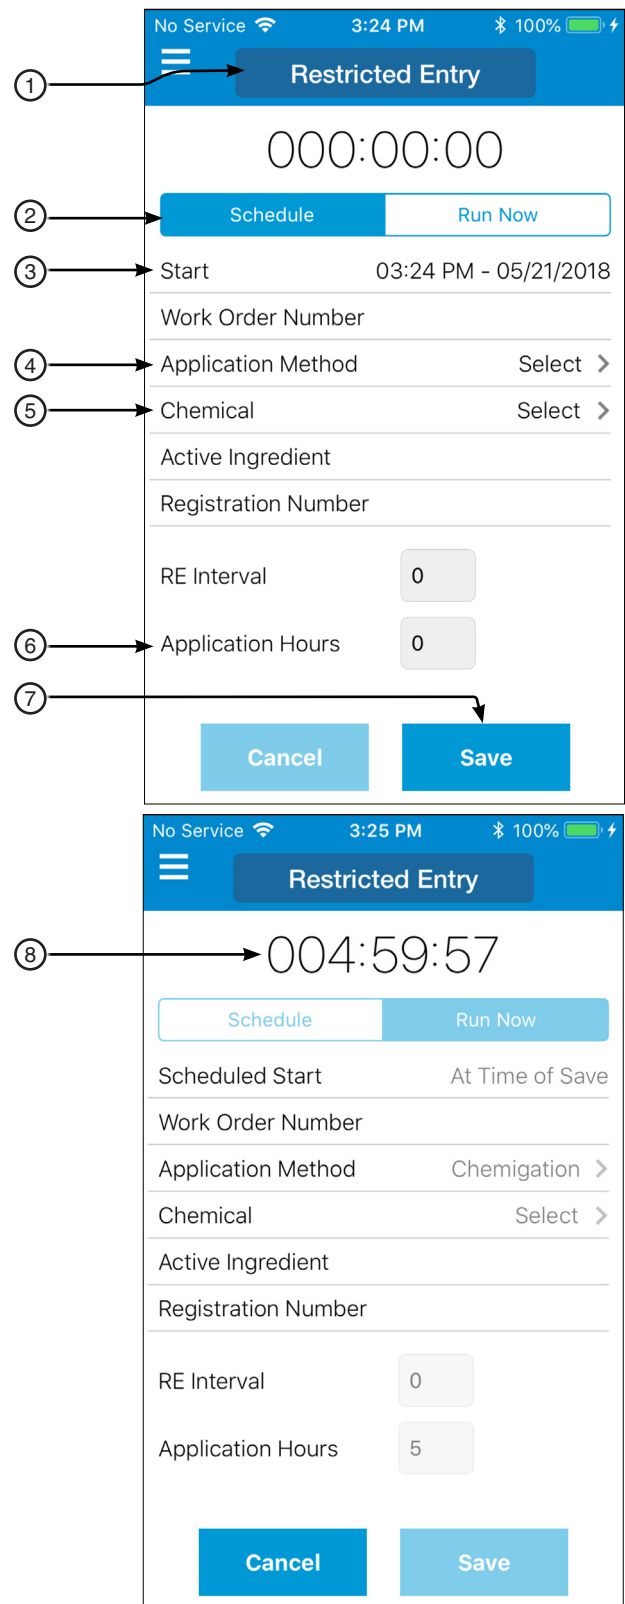 No Service 3:24 PM 100%
1 Restricted Entry
000:00:00
2 Schedule Run Now
3 Start 03:24 PM - 05/21/2018
Work Order Number
4 Application Method Select
5 Chemical Select
Active Ingredient
Registration Number
RE Interval 0
6 Application Hours 0
7
Cancel Save
No Service 3:25 PM 100%
Restricted Entry
8 004:59:57
Schedule Run Now
Scheduled Start At Time of Save
Work Order Number
Application Method Chemigation
Chemical Select
Active Ingredient
Registration Number
RE Interval 0
Application Hours 5
Cancel Save